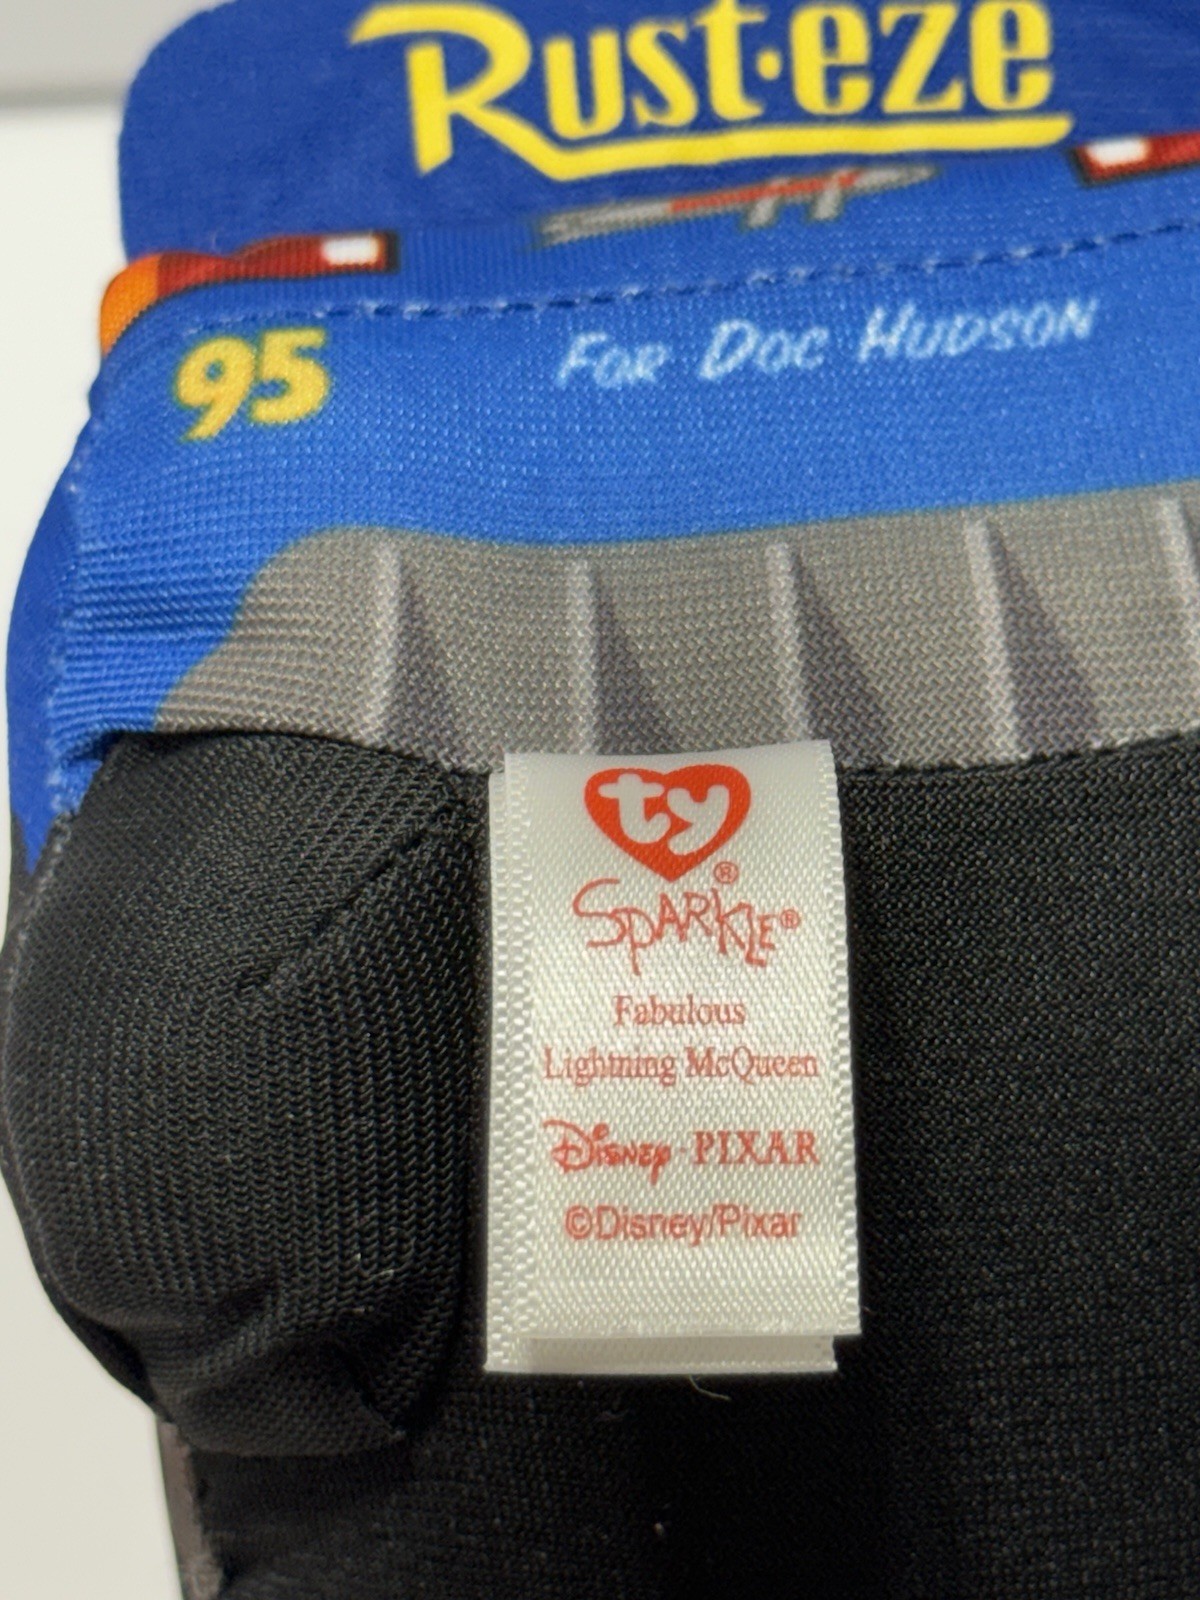 Rust·eze
95
For Doc Hudson
ty®
Sparkle®
Fabulous
Lightning McQueen
Disney·PIXAR
©Disney/Pixar